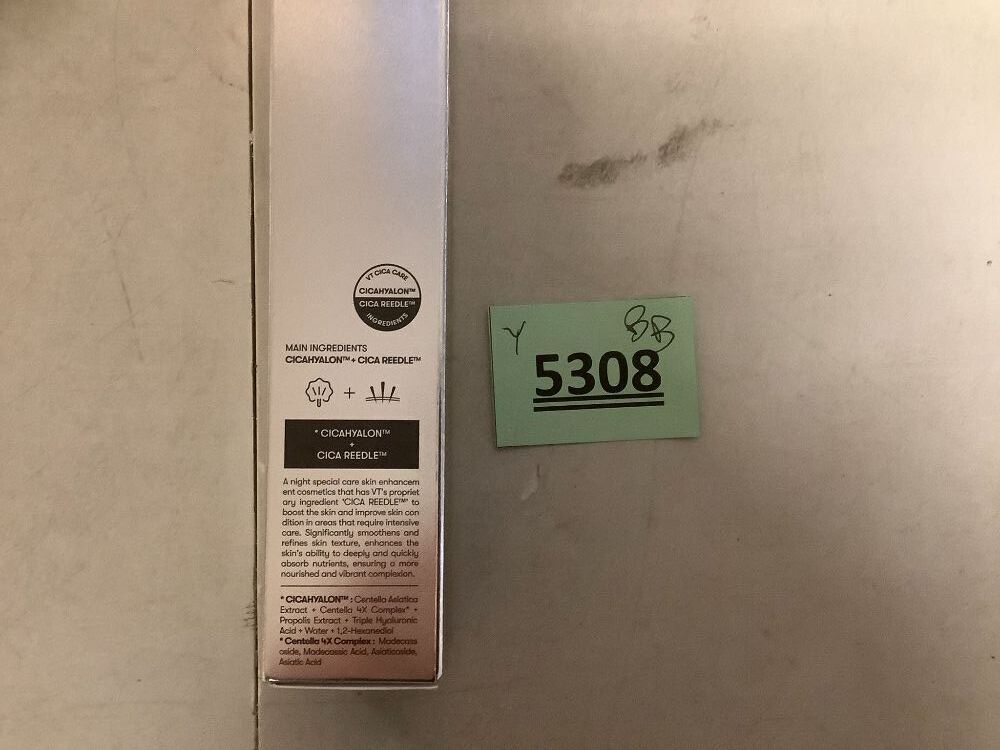 VT CICA CARE
CICAHYALON™
CICA REEDLE™
INGREDIENTS
MAIN INGREDIENTS
CICAHYALON™ + CICA REEDLE™
+
* CICAHYALON™
+
CICA REEDLE™
A night special care skin enhancem
ent cosmetics that has VT's propriet
ary ingredient 'CICA REEDLE™' to
boost the skin and improve skin con
dition in areas that require intensive
care. Significantly smoothens and
refines skin texture, enhances the
skin's ability to deeply and quickly
absorb nutrients, ensuring a more
nourished and vibrant complexion.
* CICAHYALON™ : Centella Asiatica
Extract + Centella 4X Complex* +
Propolis Extract + Triple Hyaluronic
Acid + Water + 1,2-Hexanediol
* Centella 4X Complex : Madecass
oside, Madecassic Acid, Asiaticoside,
Asiatic Acid
Y BB
5308